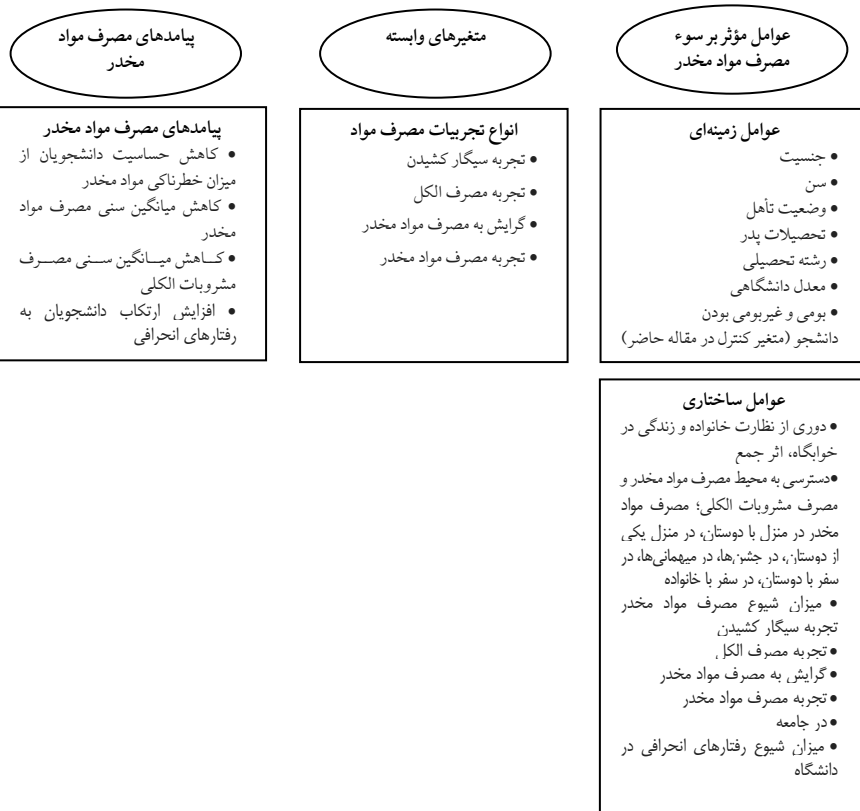 عوامل مؤثر بر سوء
مصرف مواد مخدر
متغیرهای وابسته
پیامدهای مصرف مواد
مخدر
عوامل زمینه‌ای
• جنسیت
• سن
• وضعیت تأهل
• تحصیلات پدر
• رشته تحصیلی
• معدل دانشگاهی
• بومی و غیربومی بودن
دانشجو (متغیر کنترل در مقاله حاضر)
انواع تجربیات مصرف مواد
• تجربه سیگار کشیدن
• تجربه مصرف الکل
• گرایش به مصرف مواد مخدر
• تجربه مصرف مواد مخدر
پیامدهای مصرف مواد مخدر
• کاهش حساسیت دانشجویان از
میزان خطرناکی مواد مخدر
• کاهش میانگین سنی مصرف مواد
مخدر
• کاهش میانگین سنی مصرف
مشروبات الکلی
• افزایش ارتکاب دانشجویان به
رفتارهای انحرافی
عوامل ساختاری
• دوری از نظارت خانواده و زندگی در
خوابگاه، اثر جمع
•دسترسی به محیط مصرف مواد مخدر و
مصرف مشروبات الکلی؛ مصرف مواد
مخدر در منزل با دوستان، در منزل یکی
از دوستان، در جشن‌ها، در میهمانی‌ها، در
سفر با دوستان، در سفر با خانواده
• میزان شیوع مصرف مواد مخدر
تجربه سیگار کشیدن
• تجربه مصرف الکل
• گرایش به مصرف مواد مخدر
• تجربه مصرف مواد مخدر
• در جامعه
• میزان شیوع رفتارهای انحرافی در
دانشگاه